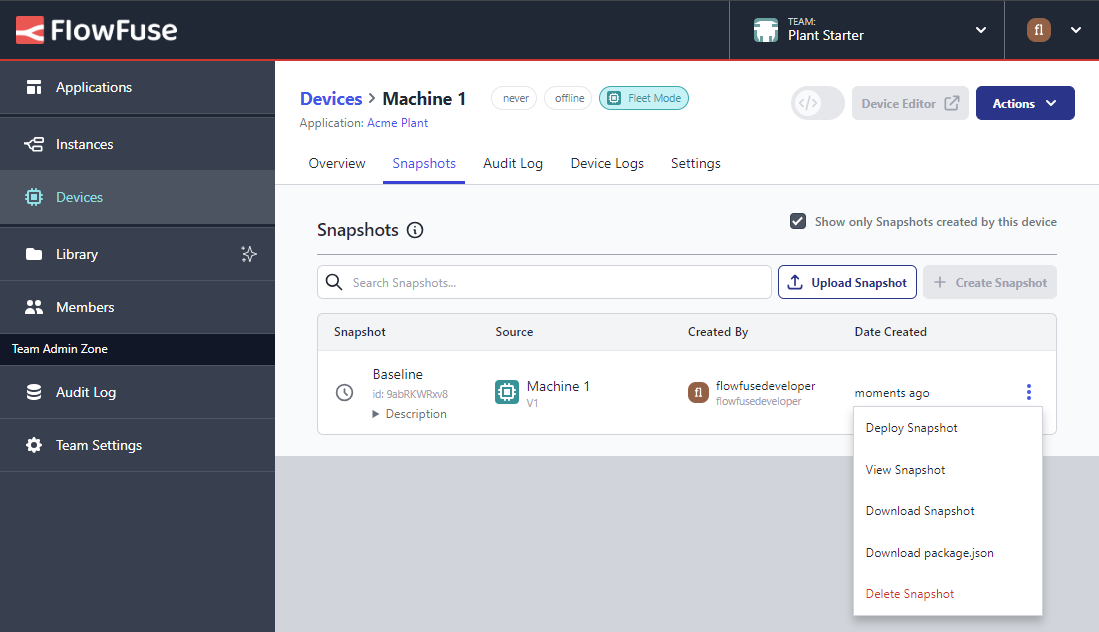 FlowFuse
TEAM:
Plant Starter
fl
Applications
Instances
Devices
Library
Members
Team Admin Zone
Audit Log
Team Settings
Devices > Machine 1
never
offline
Fleet Mode
Application: Acme Plant
</>
Device Editor
Actions
Overview
Snapshots
Audit Log
Device Logs
Settings
Snapshots
Show only Snapshots created by this device
Search Snapshots...
Upload Snapshot
+ Create Snapshot
Snapshot
Source
Created By
Date Created
Baseline
id: 9abRKWRxv8
Description
Machine 1
V1
fl
flowfusedeveloper
flowfusedeveloper
moments ago
Deploy Snapshot
View Snapshot
Download Snapshot
Download package.json
Delete Snapshot